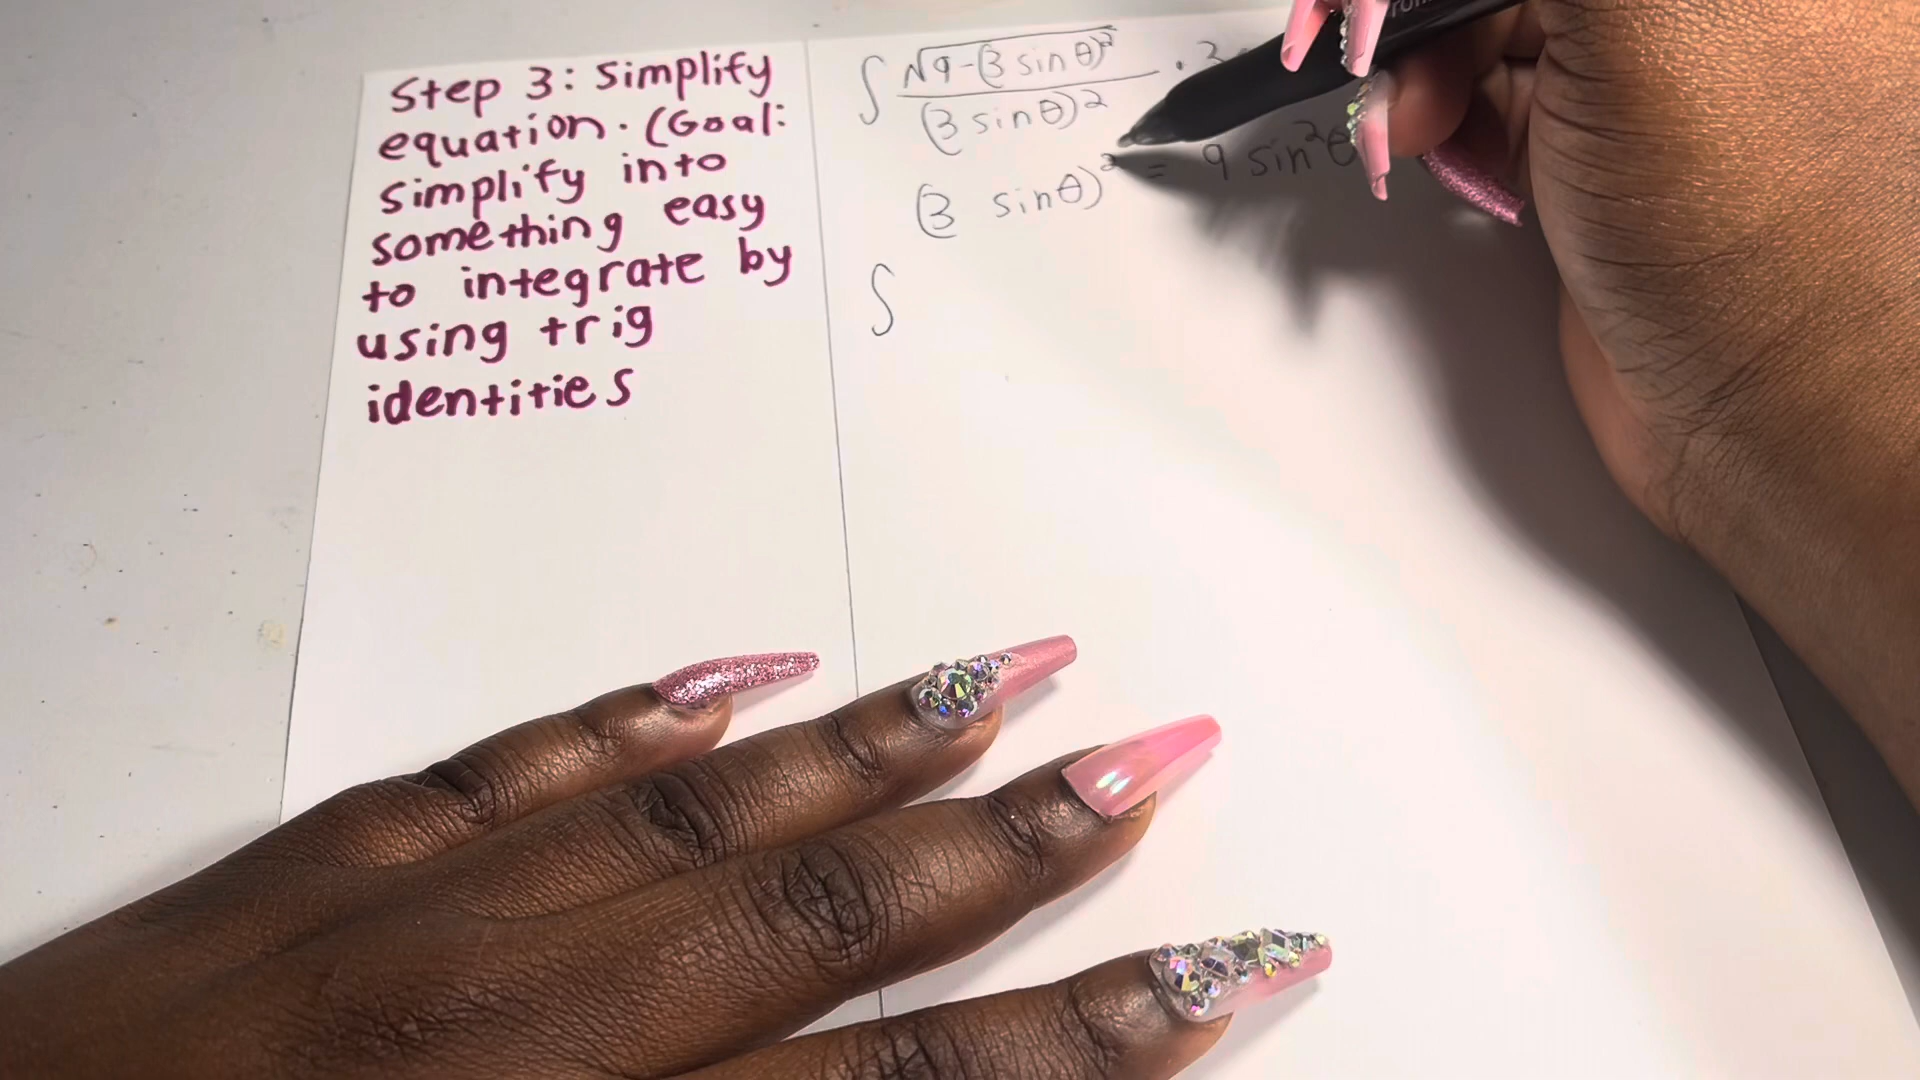 Step 3: Simplify
equation. (Goal:
Simplify into
something easy
to integrate by
using trig
identities
∫ √9-(3 sinθ)² / (3 sinθ)² · 3
(3 sinθ)² = 9 sin²θ
∫